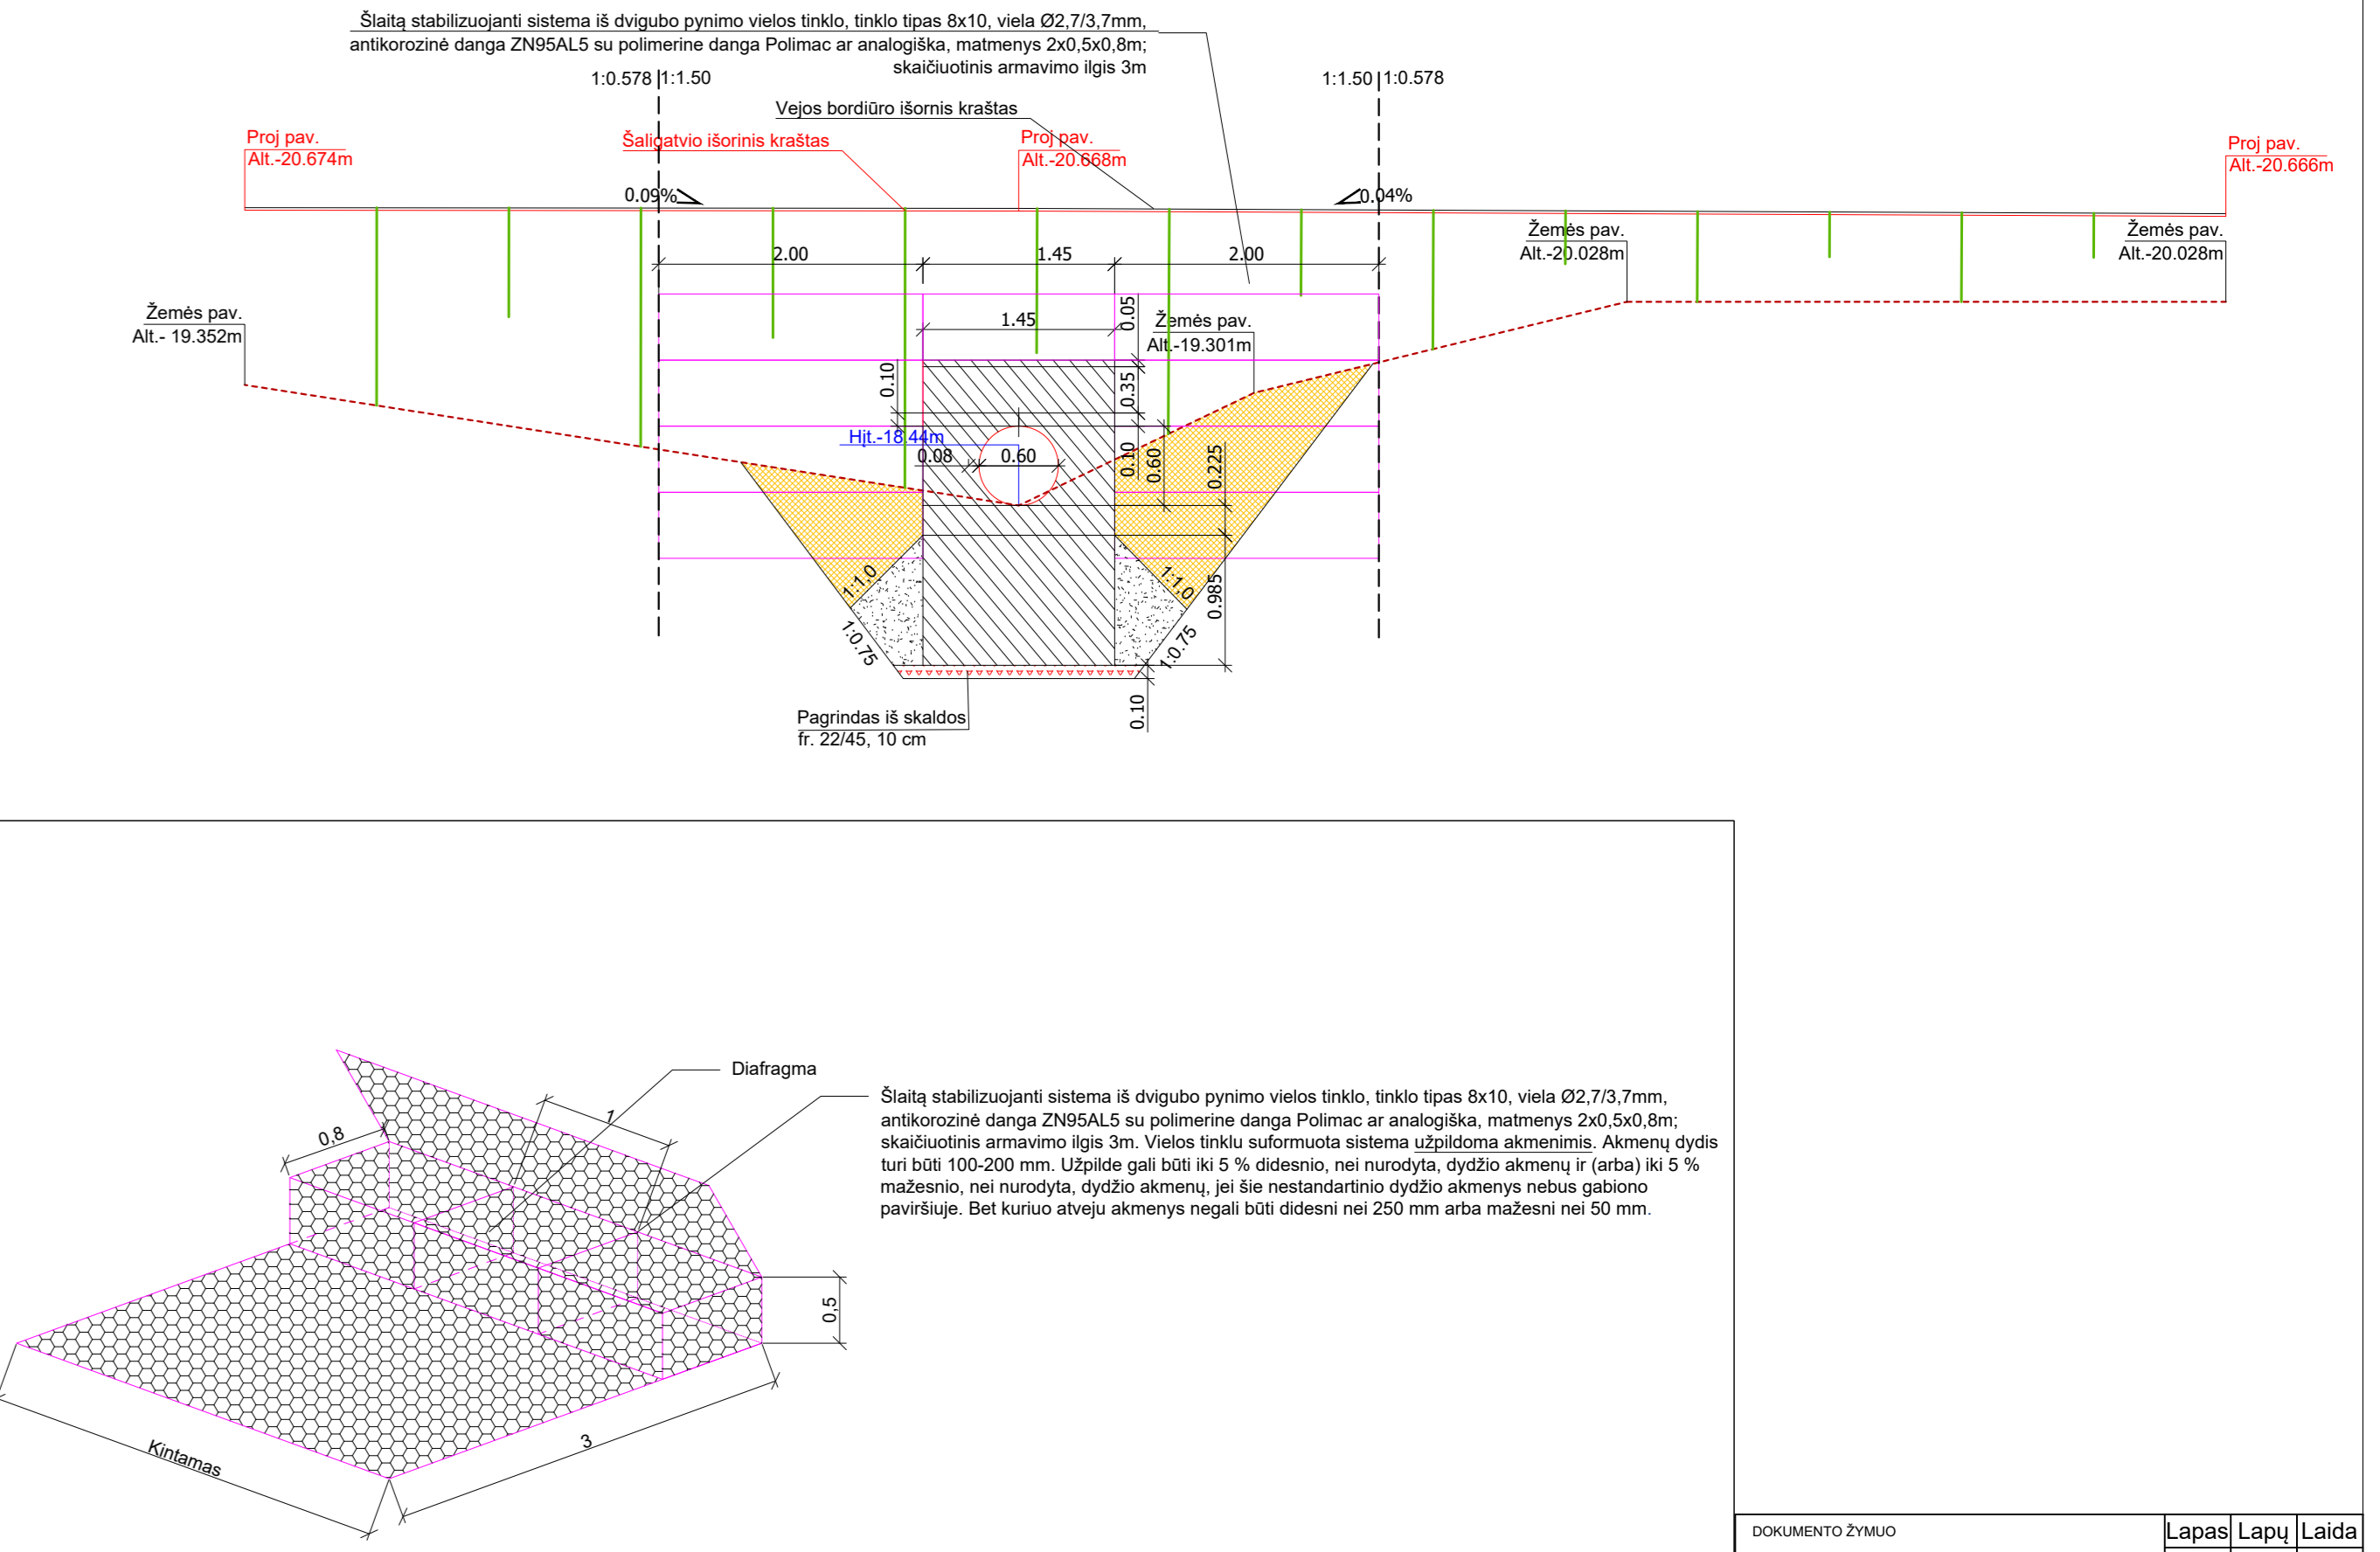 Šlaitą stabilizuojanti sistema iš dvigubo pynimo vielos tinklo, tinklo tipas 8x10, viela Ø2,7/3,7mm,
antikorozinė danga ZN95AL5 su polimerine danga Polimac ar analogiška, matmenys 2x0,5x0,8m;
skaičiuotinis armavimo ilgis 3m
1:0.578 1:1.50
1:1.50 1:0.578
Vejos bordiūro išornis kraštas
Proj pav.
Alt.-20.674m
Šaligatvio išorinis kraštas
Proj pav.
Alt.-20.668m
Proj pav.
Alt.-20.666m
0.09%
0.04%
Žemės pav.
Alt.-20.028m
Žemės pav.
Alt.-20.028m
2.00
1.45
2.00
Žemės pav.
Alt.- 19.352m
1.45
0.05
Žemės pav.
Alt.-19.301m
0.10
0.35
Hįt.-18.44m
0.08
0.60
0.10
0.60
0.225
1:1,0
1:1,0
0.985
1:0.75
1:0.75
0.10
Pagrindas iš skaldos
fr. 22/45, 10 cm
Diafragma
1
0,8
Šlaitą stabilizuojanti sistema iš dvigubo pynimo vielos tinklo, tinklo tipas 8x10, viela Ø2,7/3,7mm,
antikorozinė danga ZN95AL5 su polimerine danga Polimac ar analogiška, matmenys 2x0,5x0,8m;
skaičiuotinis armavimo ilgis 3m. Vielos tinklu suformuota sistema užpildoma akmenimis. Akmenų dydis
turi būti 100-200 mm. Užpilde gali būti iki 5 % didesnio, nei nurodyta, dydžio akmenų ir (arba) iki 5 %
mažesnio, nei nurodyta, dydžio akmenų, jei šie nestandartinio dydžio akmenys nebus gabiono
paviršiuje. Bet kuriuo atveju akmenys negali būti didesni nei 250 mm arba mažesni nei 50 mm.
0,5
3
Kintamas
DOKUMENTO ŽYMUO
Lapas Lapų Laida